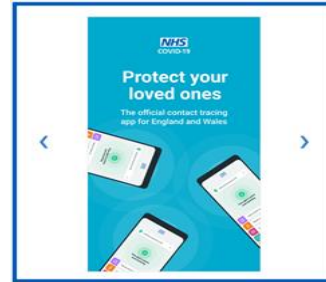 NHS
COVID-19
Protect your
loved ones
The official contact tracing
app for England and Wales